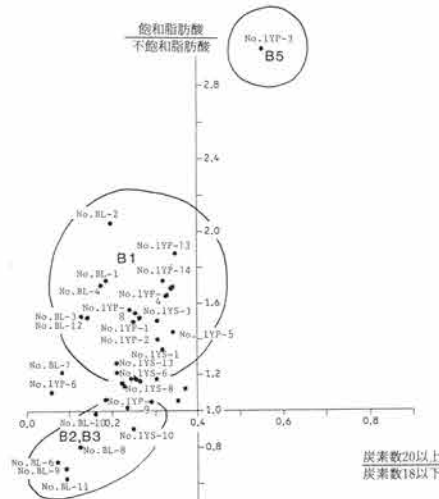 飽和脂肪酸
不飽和脂肪酸
No.1YP-3
B5
2.8
2.4
2.0
No.BL-2
No.1YP-13
B1
No.BL-1
No.1YP-14
No.BL-4
No.1YP-4
1.6
No.BL-3
No.1YP-8
No.1YS-3
No.BL-12
No.1YP-1
No.1YP-5
No.1YP-2
No.1YS-1
No.BL-7
No.1YS-13
1.2
No.1YS-6
No.1YP-6
No.1YS-8
No.1YP-9
1.0
0.0
0.2
0.4
0.6
0.8
No.BL-10
No.1YS-10
B2,B3
No.BL-8
0.8
No.BL-6
No.BL-9
No.BL-11
炭素数20以上
炭素数18以下